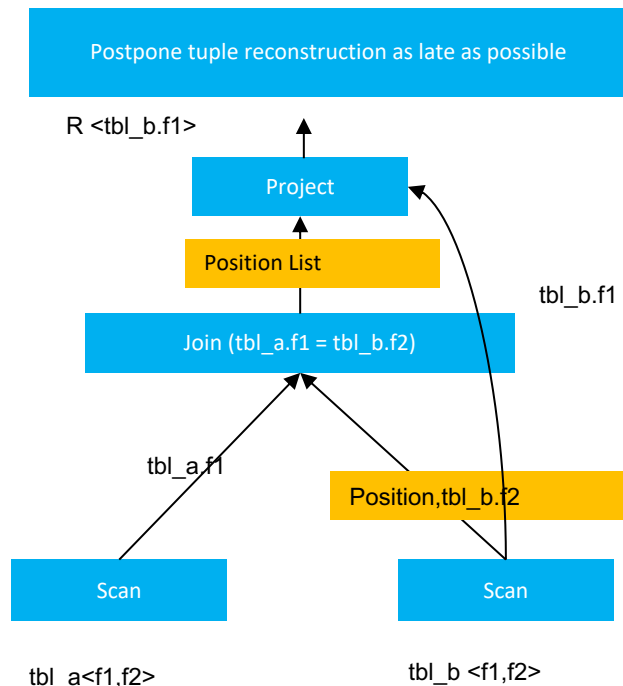 Postpone tuple reconstruction as late as possible
R <tbl_b.f1>
Project
Position List
tbl_b.f1
Join (tbl_a.f1 = tbl_b.f2)
tbl_a.f1
Position,tbl_b.f2
Scan
Scan
tbl_a<f1,f2>
tbl_b <f1,f2>